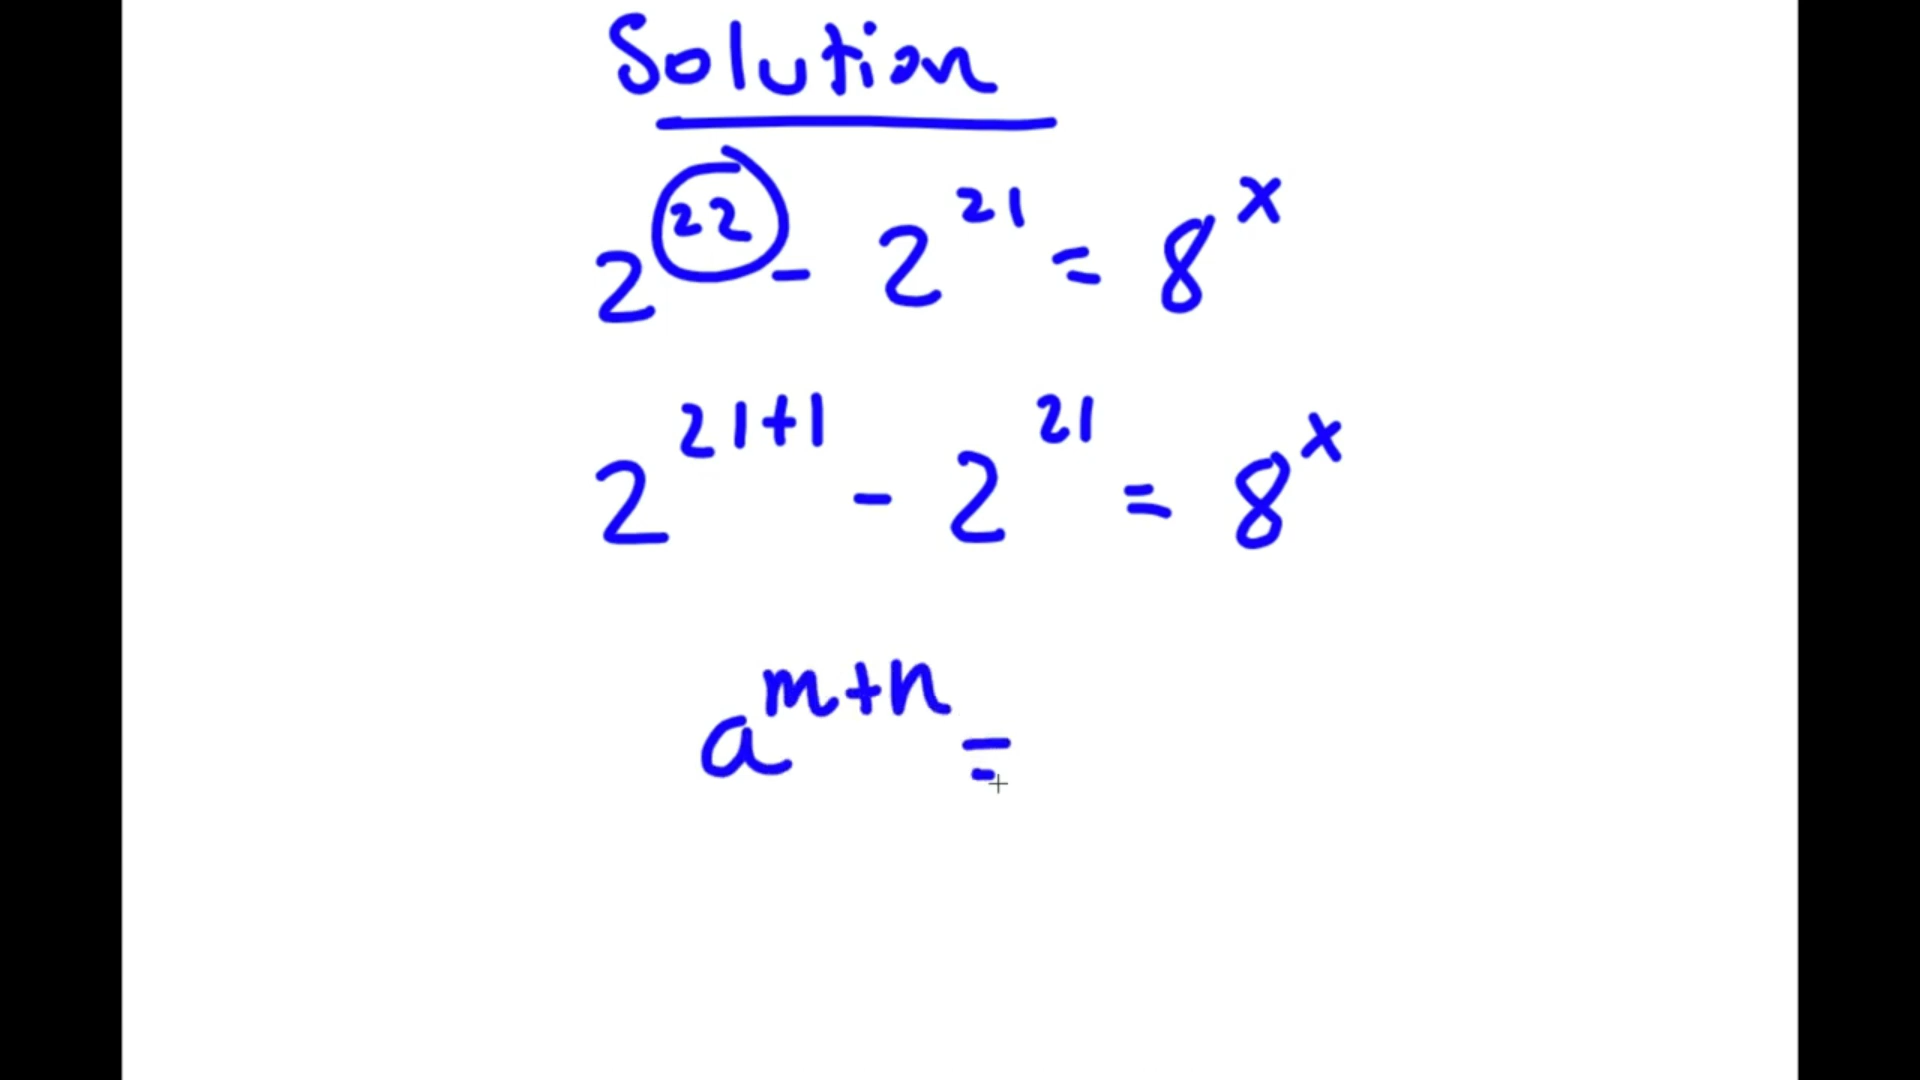 Solution
2^22 - 2^21 = 8^x
2^21+1 - 2^21 = 8^x
a^m+n =